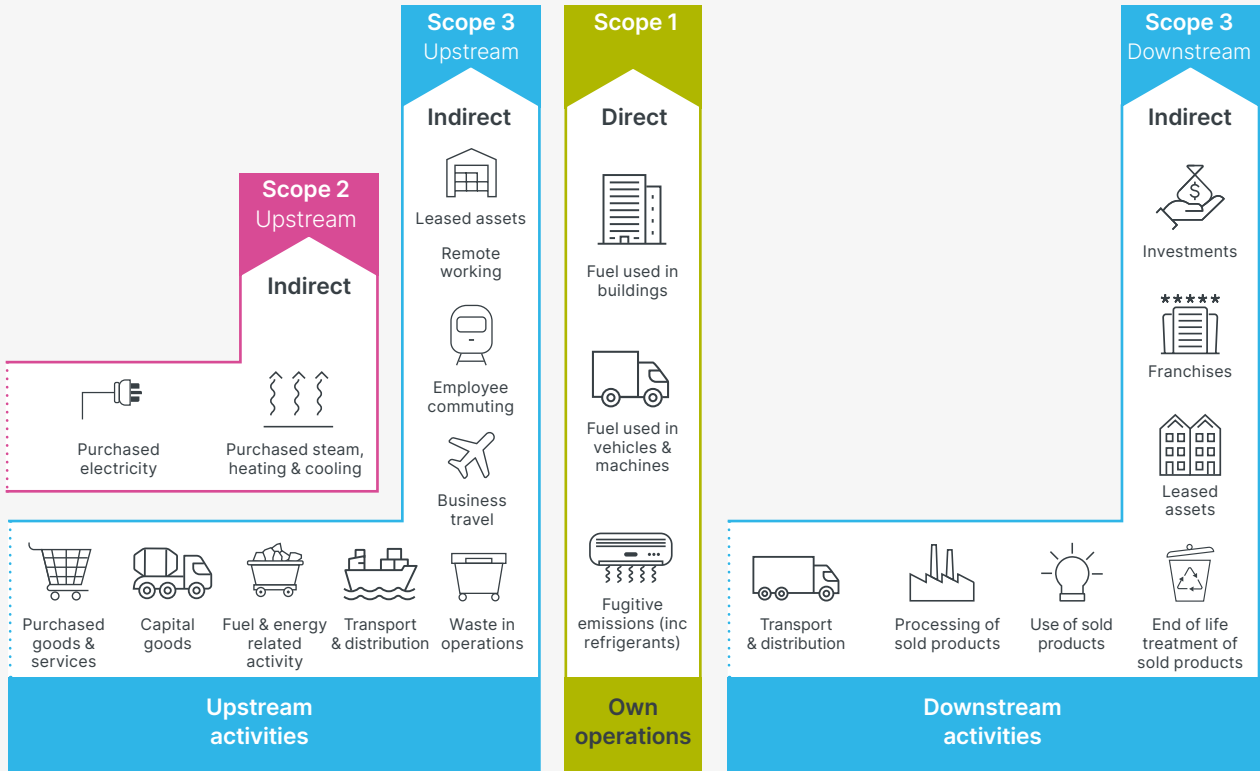 Scope 3
Upstream
Indirect
Leased assets
Remote
working
Employee
commuting
Business
travel
Scope 2
Upstream
Indirect
Purchased
electricity
Purchased steam,
heating & cooling
Purchased
goods &
services
Capital
goods
Fuel & energy
related
activity
Transport
& distribution
Waste in
operations
Upstream
activities
Scope 1
Direct
Fuel used in
buildings
Fuel used in
vehicles &
machines
Fugitive
emissions (inc
refrigerants)
Own
operations
Scope 3
Downstream
Indirect
$
Investments
*****
Franchises
Leased
assets
Transport
& distribution
Processing of
sold products
Use of sold
products
End of life
treatment of
sold products
Downstream
activities